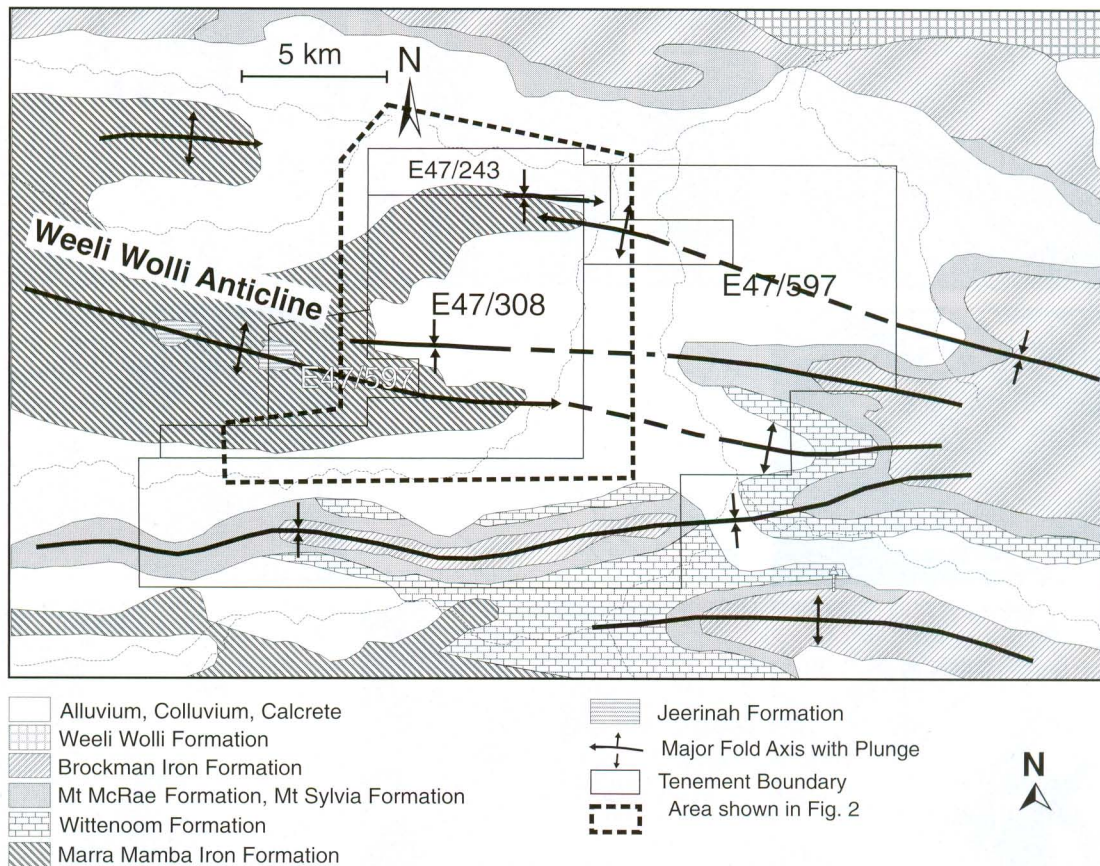 5 km
N
E47/243
Weeli Wolli Anticline
E47/308
E47/597
E47/597
Alluvium, Colluvium, Calcrete
Weeli Wolli Formation
Brockman Iron Formation
Mt McRae Formation, Mt Sylvia Formation
Wittenoom Formation
Marra Mamba Iron Formation
Jeerinah Formation
Major Fold Axis with Plunge
Tenement Boundary
Area shown in Fig. 2
N